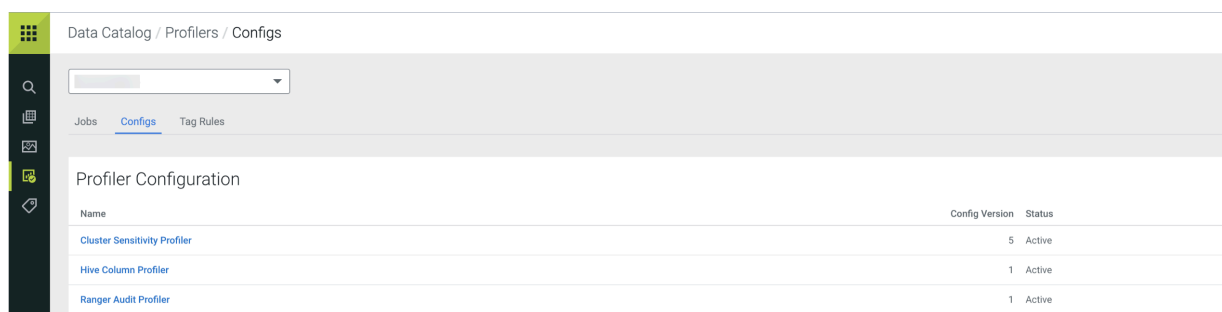 Data Catalog / Profilers / Configs
Jobs Configs Tag Rules
Profiler Configuration
Name Config Version Status
Cluster Sensitivity Profiler 5 Active
Hive Column Profiler 1 Active
Ranger Audit Profiler 1 Active